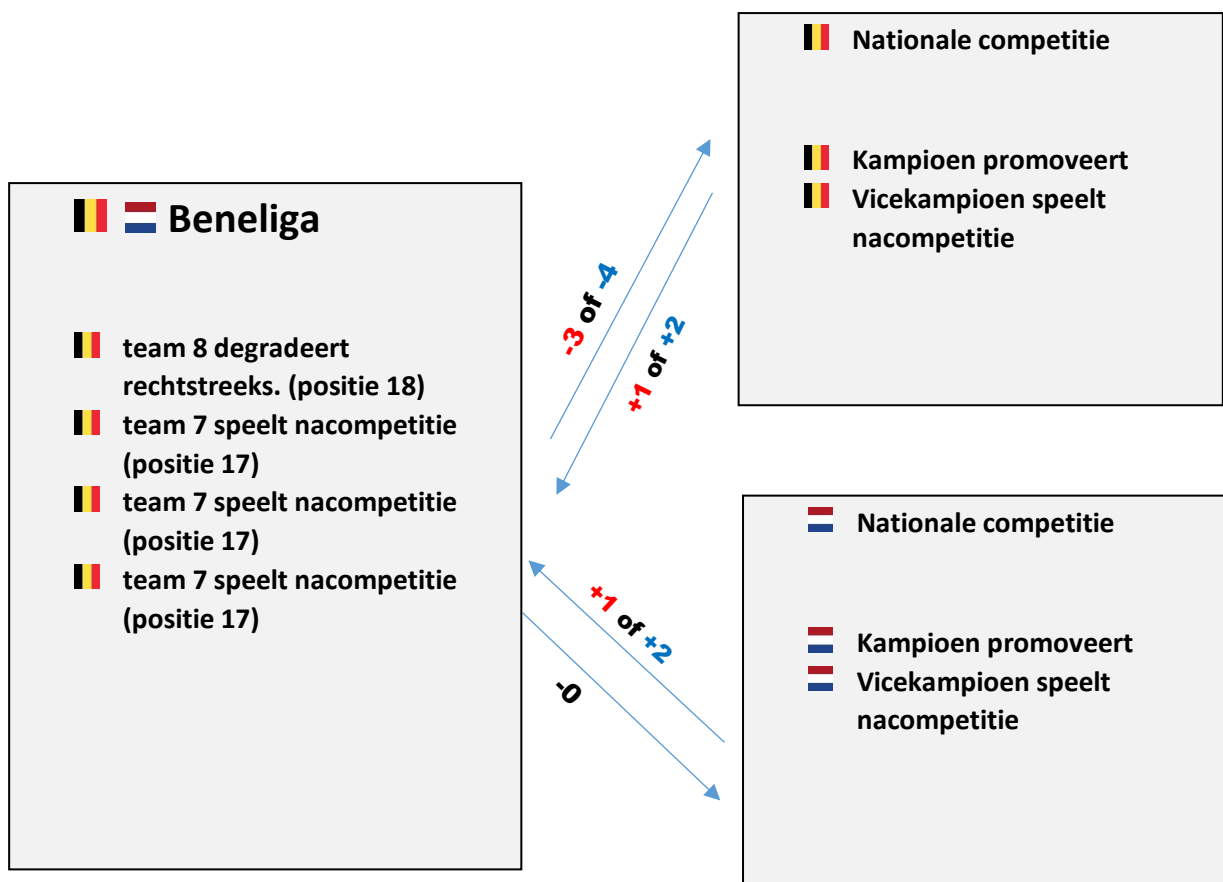 Beneliga
team 8 degradeert
rechtstreeks. (positie 18)
team 7 speelt nacompetitie
(positie 17)
team 7 speelt nacompetitie
(positie 17)
team 7 speelt nacompetitie
(positie 17)
-3 of -4
+1 of +2
Nationale competitie
Kampioen promoveert
Vicekampioen speelt
nacompetitie
+1 of +2
-0
Nationale competitie
Kampioen promoveert
Vicekampioen speelt
nacompetitie